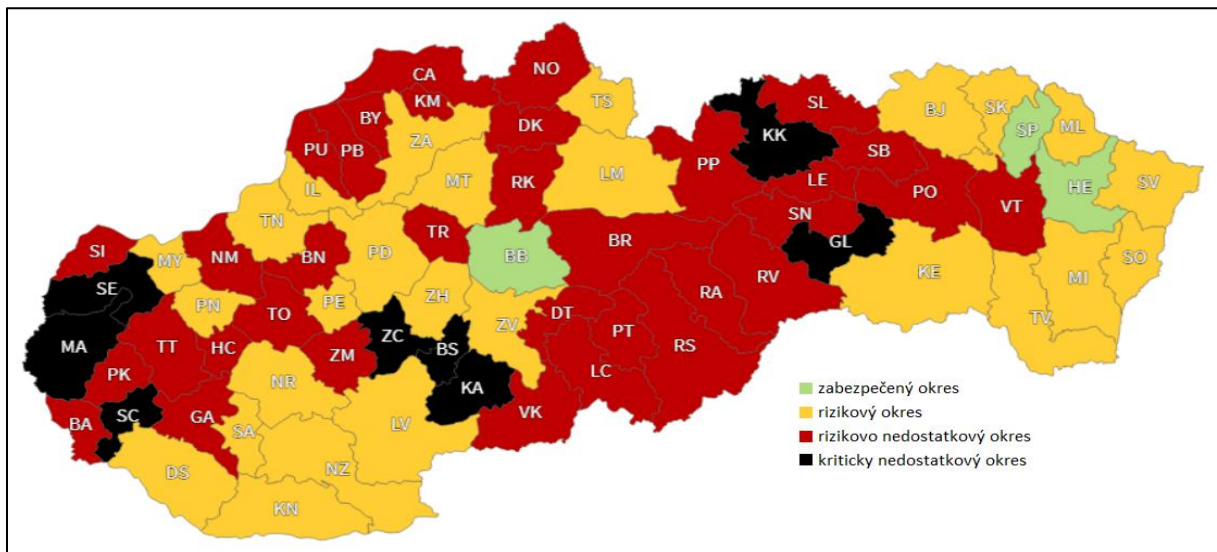 NO
CA
TS
KM
SL
BY
BJ
SK
DK
SP
ML
KK
ZA
PU
PB
SB
PP
LM
MT
RK
LE
IL
HE
SV
PO
VT
SN
TN
TR
BR
GL
SI
NM
BN
PD
BB
MY
KE
SO
MI
SE
RV
RA
ZH
PE
PN
TO
DT
ZV
PT
TV
ZC
BS
MA
TT
HC
ZM
RS
LC
PK
NR
KA
GA
VK
SC
BA
SA
LV
DS
NZ
KN
zabezpečený okres
rizikový okres
rizikovo nedostatkový okres
kriticky nedostatkový okres